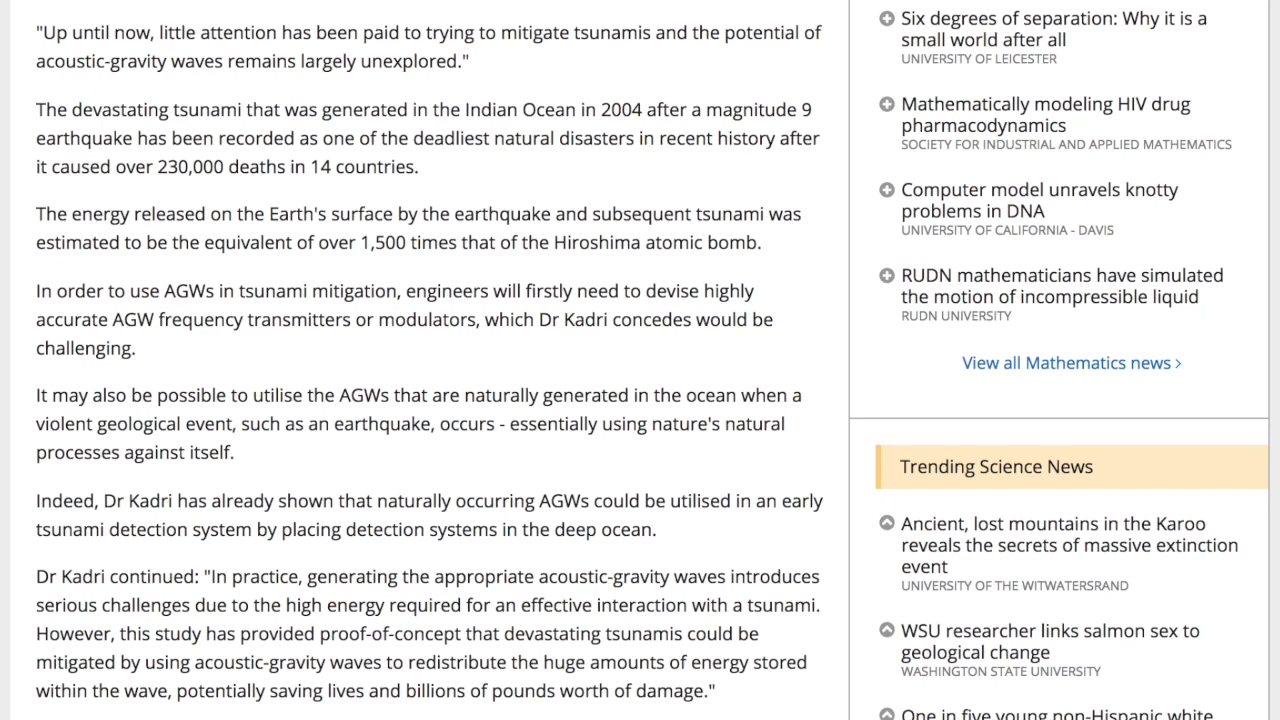 "Up until now, little attention has been paid to trying to mitigate tsunamis and the potential of
acoustic-gravity waves remains largely unexplored."
The devastating tsunami that was generated in the Indian Ocean in 2004 after a magnitude 9
earthquake has been recorded as one of the deadliest natural disasters in recent history after
it caused over 230,000 deaths in 14 countries.
The energy released on the Earth's surface by the earthquake and subsequent tsunami was
estimated to be the equivalent of over 1,500 times that of the Hiroshima atomic bomb.
In order to use AGWs in tsunami mitigation, engineers will firstly need to devise highly
accurate AGW frequency transmitters or modulators, which Dr Kadri concedes would be
challenging.
It may also be possible to utilise the AGWs that are naturally generated in the ocean when a
violent geological event, such as an earthquake, occurs - essentially using nature's natural
processes against itself.
Indeed, Dr Kadri has already shown that naturally occurring AGWs could be utilised in an early
tsunami detection system by placing detection systems in the deep ocean.
Dr Kadri continued: "In practice, generating the appropriate acoustic-gravity waves introduces
serious challenges due to the high energy required for an effective interaction with a tsunami.
However, this study has provided proof-of-concept that devastating tsunamis could be
mitigated by using acoustic-gravity waves to redistribute the huge amounts of energy stored
within the wave, potentially saving lives and billions of pounds worth of damage."
Six degrees of separation: Why it is a
small world after all
UNIVERSITY OF LEICESTER
Mathematically modeling HIV drug
pharmacodynamics
SOCIETY FOR INDUSTRIAL AND APPLIED MATHEMATICS
Computer model unravels knotty
problems in DNA
UNIVERSITY OF CALIFORNIA - DAVIS
RUDN mathematicians have simulated
the motion of incompressible liquid
RUDN UNIVERSITY
View all Mathematics news >
Trending Science News
Ancient, lost mountains in the Karoo
reveals the secrets of massive extinction
event
UNIVERSITY OF THE WITWATERSRAND
WSU researcher links salmon sex to
geological change
WASHINGTON STATE UNIVERSITY
One in five young non-Hispanic white